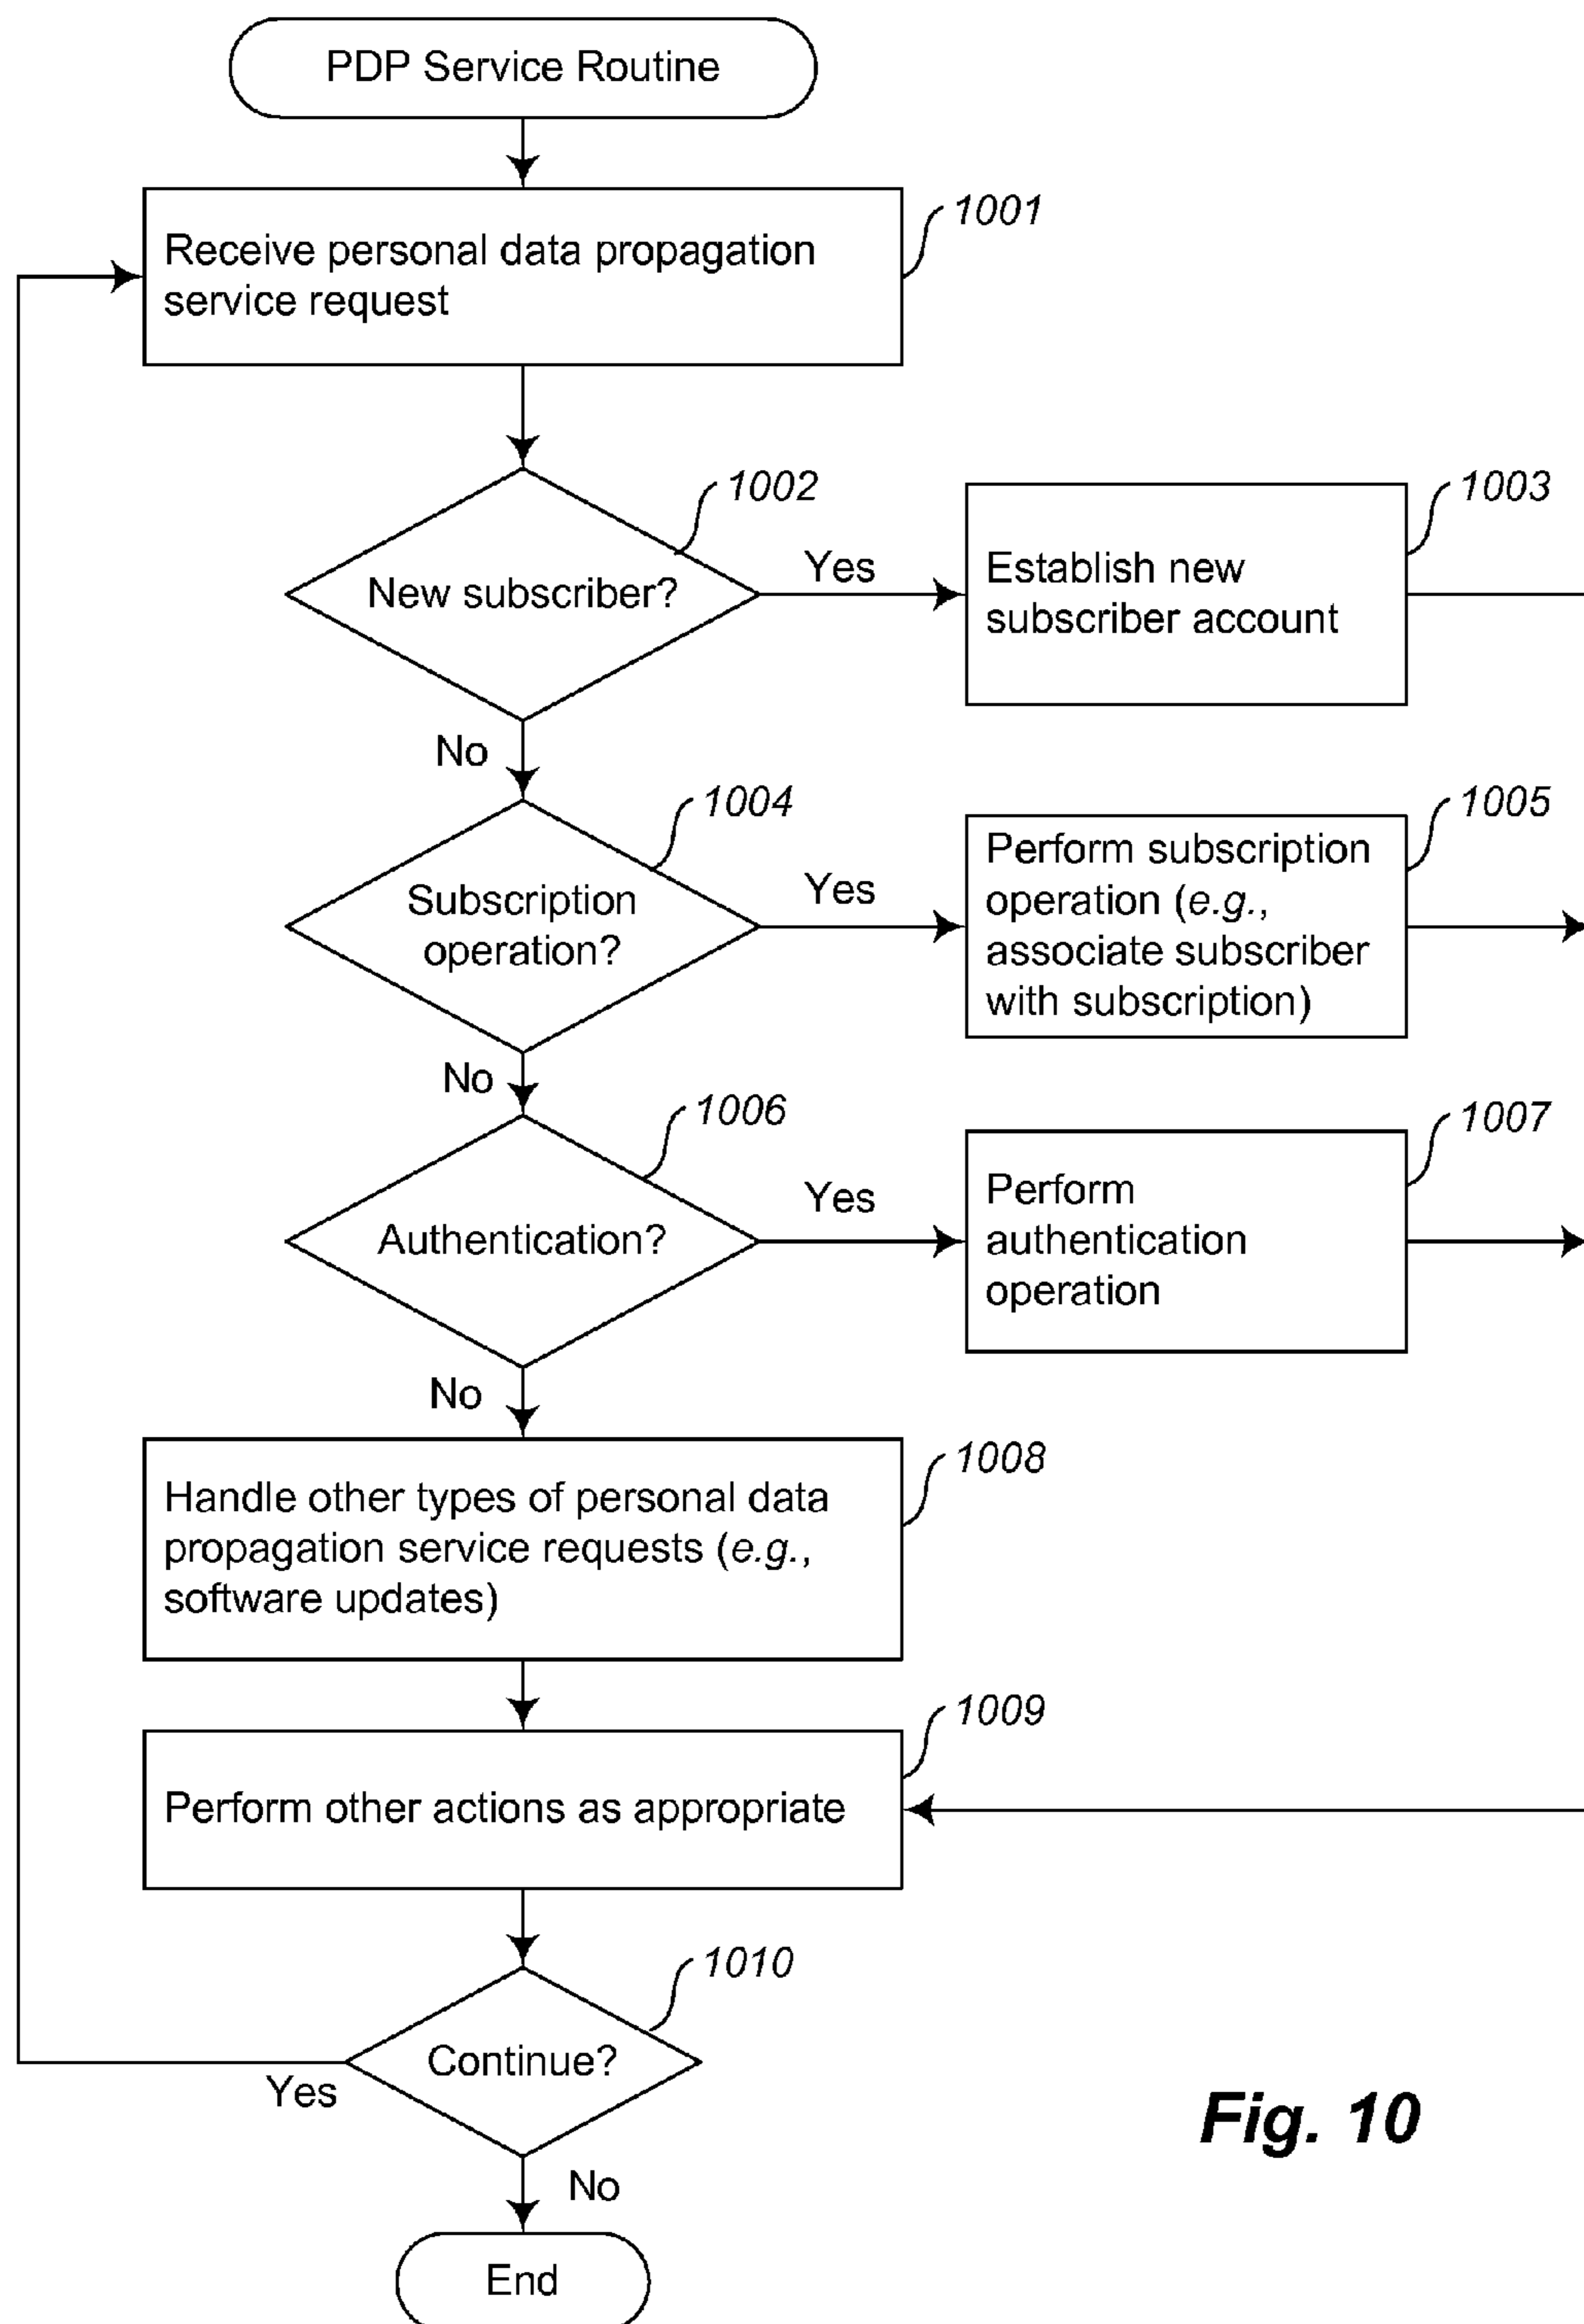 PDP Service Routine
1001
Receive personal data propagation
service request
1002
1003
New subscriber?
Yes
Establish new
subscriber account
No
1004
1005
Subscription
operation?
Yes
Perform subscription
operation (e.g.,
associate subscriber
with subscription)
No
1006
1007
Authentication?
Yes
Perform
authentication
operation
No
1008
Handle other types of personal data
propagation service requests (e.g.,
software updates)
1009
Perform other actions as appropriate
1010
Continue?
Yes
No
End
Fig. 10